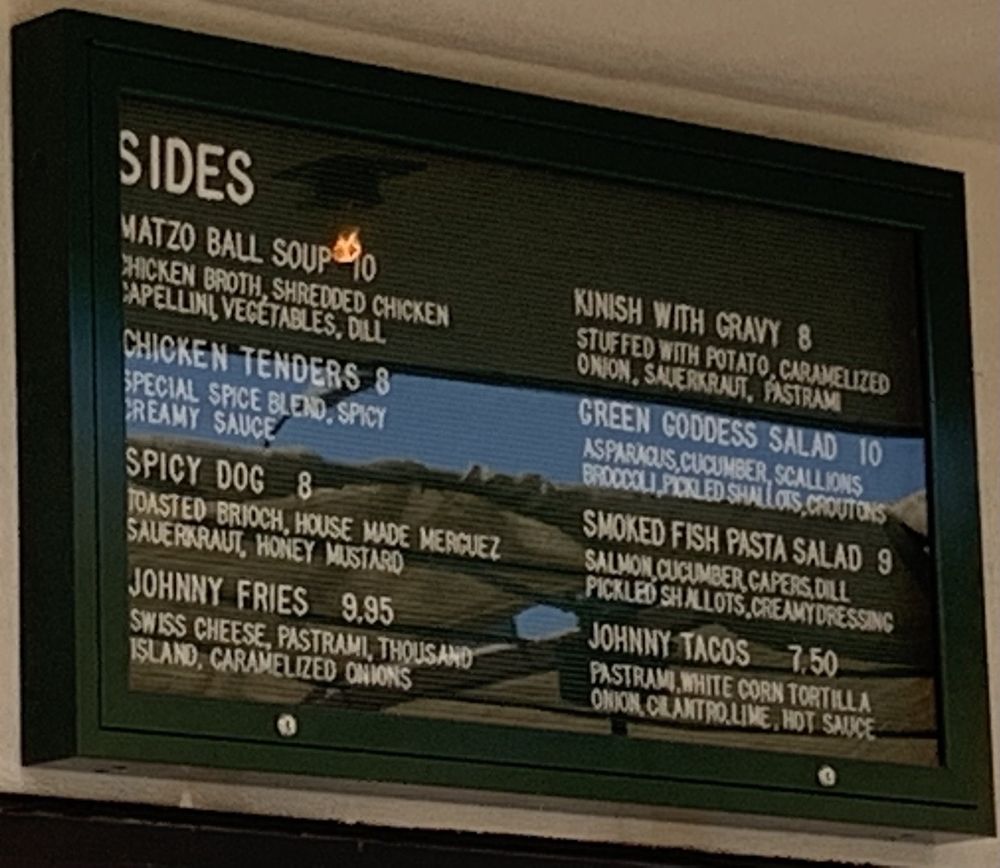 SIDES
MATZO BALL SOUP 10
CHICKEN BROTH, SHREDDED CHICKEN
CAPELLINI, VEGETABLES, DILL
CHICKEN TENDERS 8
SPECIAL SPICE BLEND, SPICY
CREAMY SAUCE
SPICY DOG 8
TOASTED BRIOCH, HOUSE MADE MERGUEZ
SAUERKRAUT, HONEY MUSTARD
JOHNNY FRIES 9.95
SWISS CHEESE, PASTRAMI, THOUSAND
ISLAND, CARAMELIZED ONIONS
KINISH WITH GRAVY 8
STUFFED WITH POTATO, CARAMELIZED
ONION, SAUERKRAUT, PASTRAMI
GREEN GODDESS SALAD 10
ASPARAGUS, CUCUMBER, SCALLIONS
BROCCOLI, PICKLED SHALLOTS, CROUTONS
SMOKED FISH PASTA SALAD 9
SALMON, CUCUMBER, CAPERS, DILL
PICKLED SHALLOTS, CREAMY DRESSING
JOHNNY TACOS 7.50
PASTRAMI, WHITE CORN TORTILLA
ONION, CILANTRO, LIME, HOT SAUCE